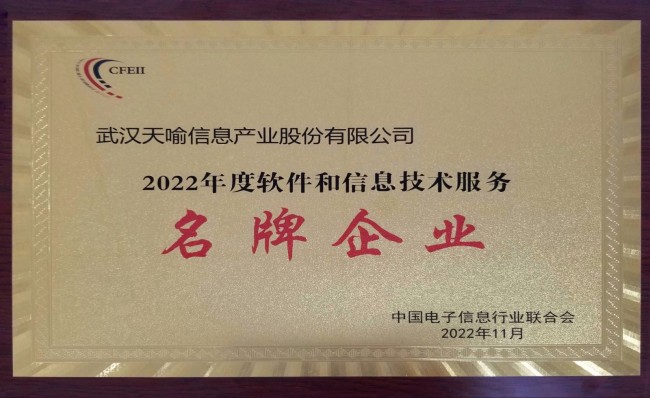 CFEII
武汉天喻信息产业股份有限公司
2022年度软件和信息技术服务
名牌企业
中国电子信息行业联合会
2022年11月